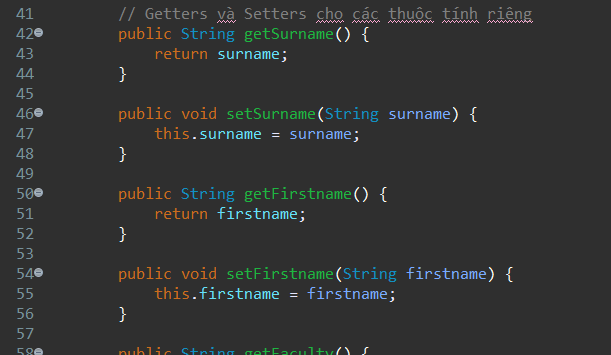 41 // Getters và Setters cho các thuộc tính riêng
42 public String getSurname() {
43 return surname;
44 }
45
46 public void setSurname(String surname) {
47 this.surname = surname;
48 }
49
50 public String getFirstname() {
51 return firstname;
52 }
53
54 public void setFirstname(String firstname) {
55 this.firstname = firstname;
56 }
57
58 public String getFaculty() {